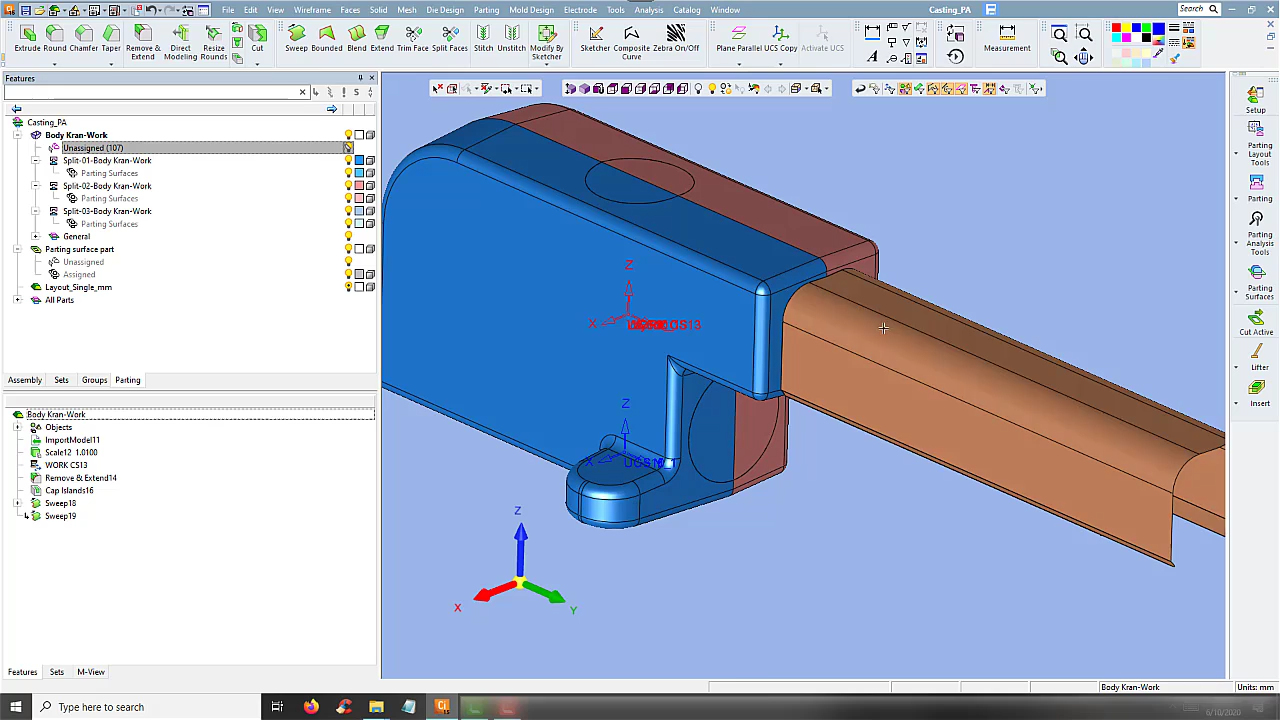 File Edit View Wireframe Faces Solid Mesh Die Design Parting Mold Design Electrode Tools Analysis Catalog Window
Casting_PA
Search
Extrude Round Chamfer Taper
Remove & Extend
Direct Modeling
Resize Rounds
Cut
Sweep Bounded Blend Extend
Stitch Unstitch
Modify By Sketcher
Sketcher
Composite Curve
Zebra On/Off
Plane-Parallel UCS Copy
Activate UCS
Measurement
Features
Casting_PA
Body Kran-Work
Unassigned (107)
Split-01-Body Kran-Work
Parting Surfaces
Split-02-Body Kran-Work
Parting Surfaces
Split-03-Body Kran-Work
Parting Surfaces
General
Parting surface part
Unassigned
Assigned
Layout_Single_mm
All Parts
Assembly Sets Groups Parting
Body Kran-Work
Objects
ImportModel11
Scale12 1.0100
WORK CS13
Remove & Extend14
Cap Islands16
Sweep18
Sweep19
Features Sets M-View
Z
X
CS13
Z
X
Z
X
Y
Setup
Parting Layout Tools
Parting
Parting Analysis Tools
Parting Surfaces
Cut Active
Lifter
Insert
Body Kran-Work
Units: mm
Type here to search
6/10/2020